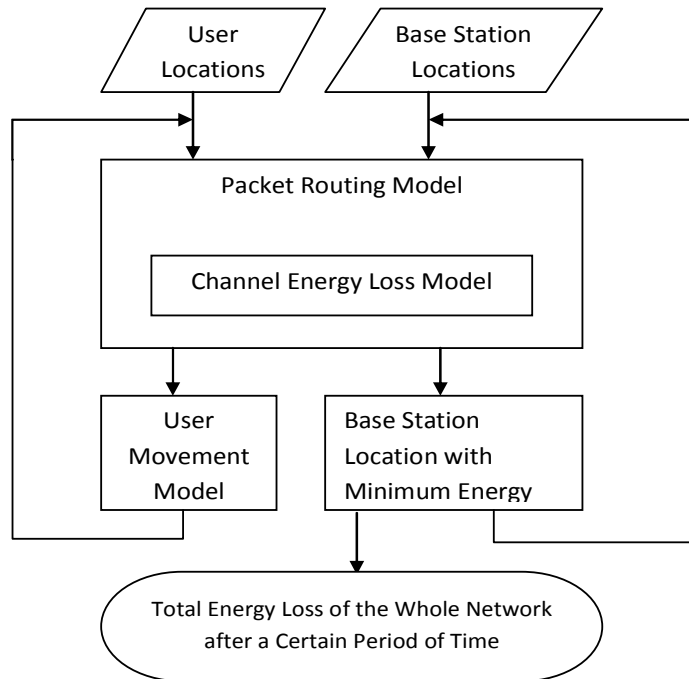 User
Locations
Base Station
Locations
Packet Routing Model
Channel Energy Loss Model
User
Movement
Model
Base Station
Location with
Minimum Energy
Total Energy Loss of the Whole Network
after a Certain Period of Time